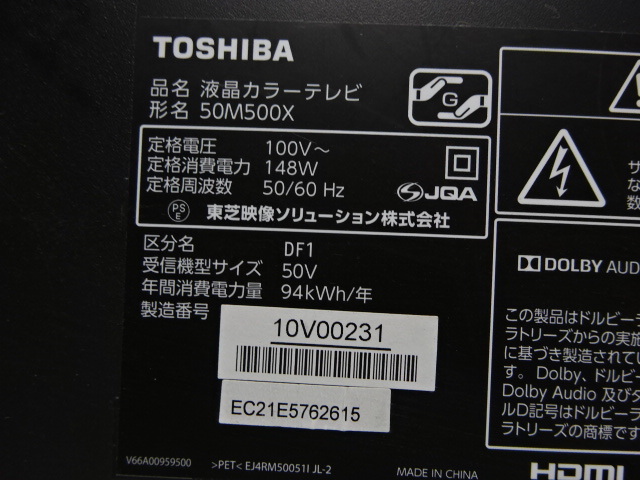 TOSHIBA
品名 液晶カラーテレビ
形名 50M500X
G
定格電圧 100V～
定格消費電力 148W
定格周波数 50/60 Hz
JQA
PS
E
東芝映像ソリューション株式会社
区分名 DF1
受信機型サイズ 50V
年間消費電力量 94kWh/年
製造番号
10V00231
EC21E5762615
V66A00959500 >PET< EJ4RM50051I JL-2 MADE IN CHINA
サ
な
数
DOLBY AUD
この製品はドルビー
ラトリーズからの実施
に基づき製造されてい
す。Dolby、ドルビー
Dolby Audio 及びダ
ルD記号はドルビーラ
ラトリーズの商標です
HDMI